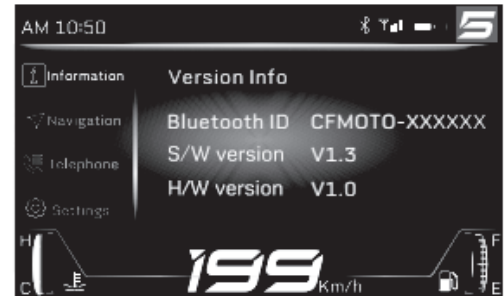 AM 10:50
S
Information
Navigation
Telephone
Settings
Version Info
Bluetooth ID CFMOTO-XXXXXX
S/W version V1.3
H/W version V1.0
H
C
199 Km/h
F
E